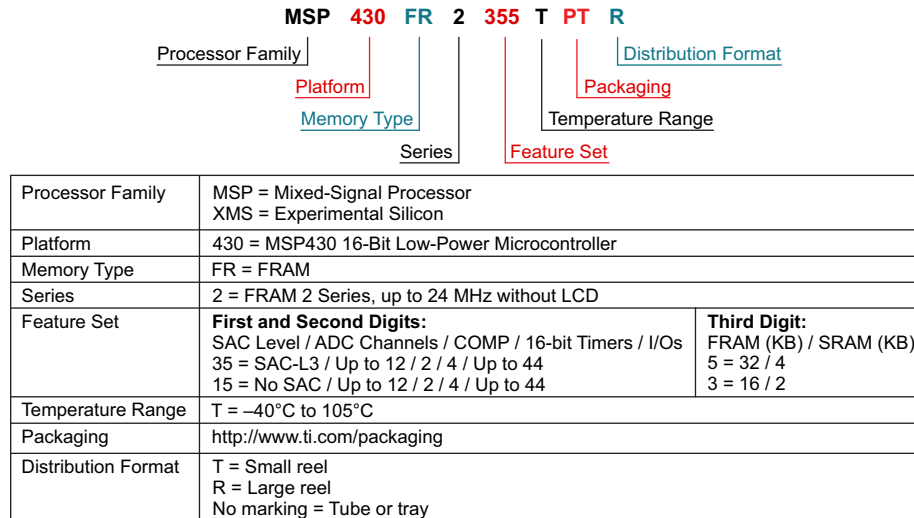 MSP 430 FR 2 355 T PT R
Processor Family Distribution Format
Platform Packaging
Memory Type Temperature Range
Series Feature Set
Processor Family MSP = Mixed-Signal Processor
XMS = Experimental Silicon
Platform 430 = MSP430 16-Bit Low-Power Microcontroller
Memory Type FR = FRAM
Series 2 = FRAM 2 Series, up to 24 MHz without LCD
Feature Set First and Second Digits: Third Digit:
SAC Level / ADC Channels / COMP / 16-bit Timers / I/Os FRAM (KB) / SRAM (KB)
35 = SAC-L3 / Up to 12 / 2 / 4 / Up to 44 5 = 32 / 4
15 = No SAC / Up to 12 / 2 / 4 / Up to 44 3 = 16 / 2
Temperature Range T = –40°C to 105°C
Packaging http://www.ti.com/packaging
Distribution Format T = Small reel
R = Large reel
No marking = Tube or tray